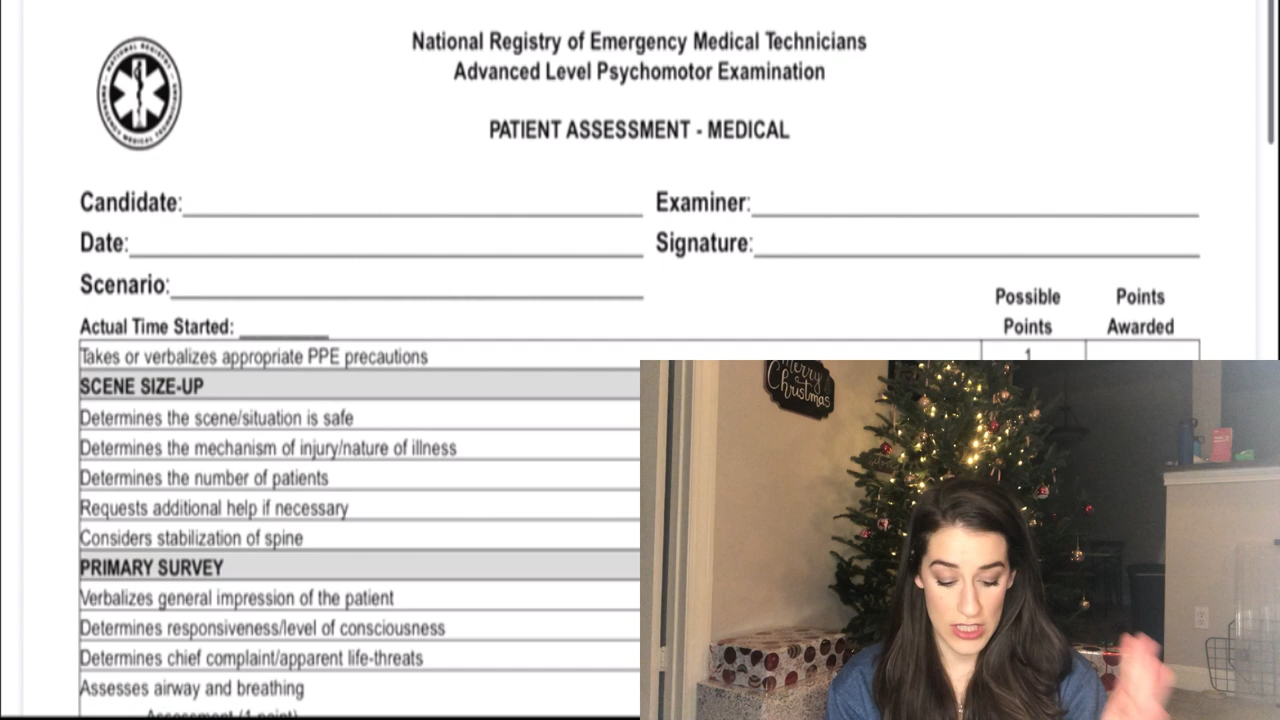 National Registry of Emergency Medical Technicians
Advanced Level Psychomotor Examination
PATIENT ASSESSMENT - MEDICAL
Candidate: Examiner:
Date: Signature:
Scenario:
Possible Points
Actual Time Started: Points Awarded
Takes or verbalizes appropriate PPE precautions 1
SCENE SIZE-UP
Determines the scene/situation is safe
Determines the mechanism of injury/nature of illness
Determines the number of patients
Requests additional help if necessary
Considers stabilization of spine
PRIMARY SURVEY
Verbalizes general impression of the patient
Determines responsiveness/level of consciousness
Determines chief complaint/apparent life-threats
Assesses airway and breathing
Assessment (1 point)
Merry
Christmas